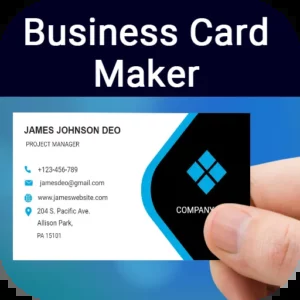 Business Card
Maker
JAMES JOHNSON DEO
PROJECT MANAGER
+123-456-789
jamesdeo@gmail.com
www.jameswebsite.com
204 S. Pacific Ave.
Allison Park,
PA 15101
COMPANY